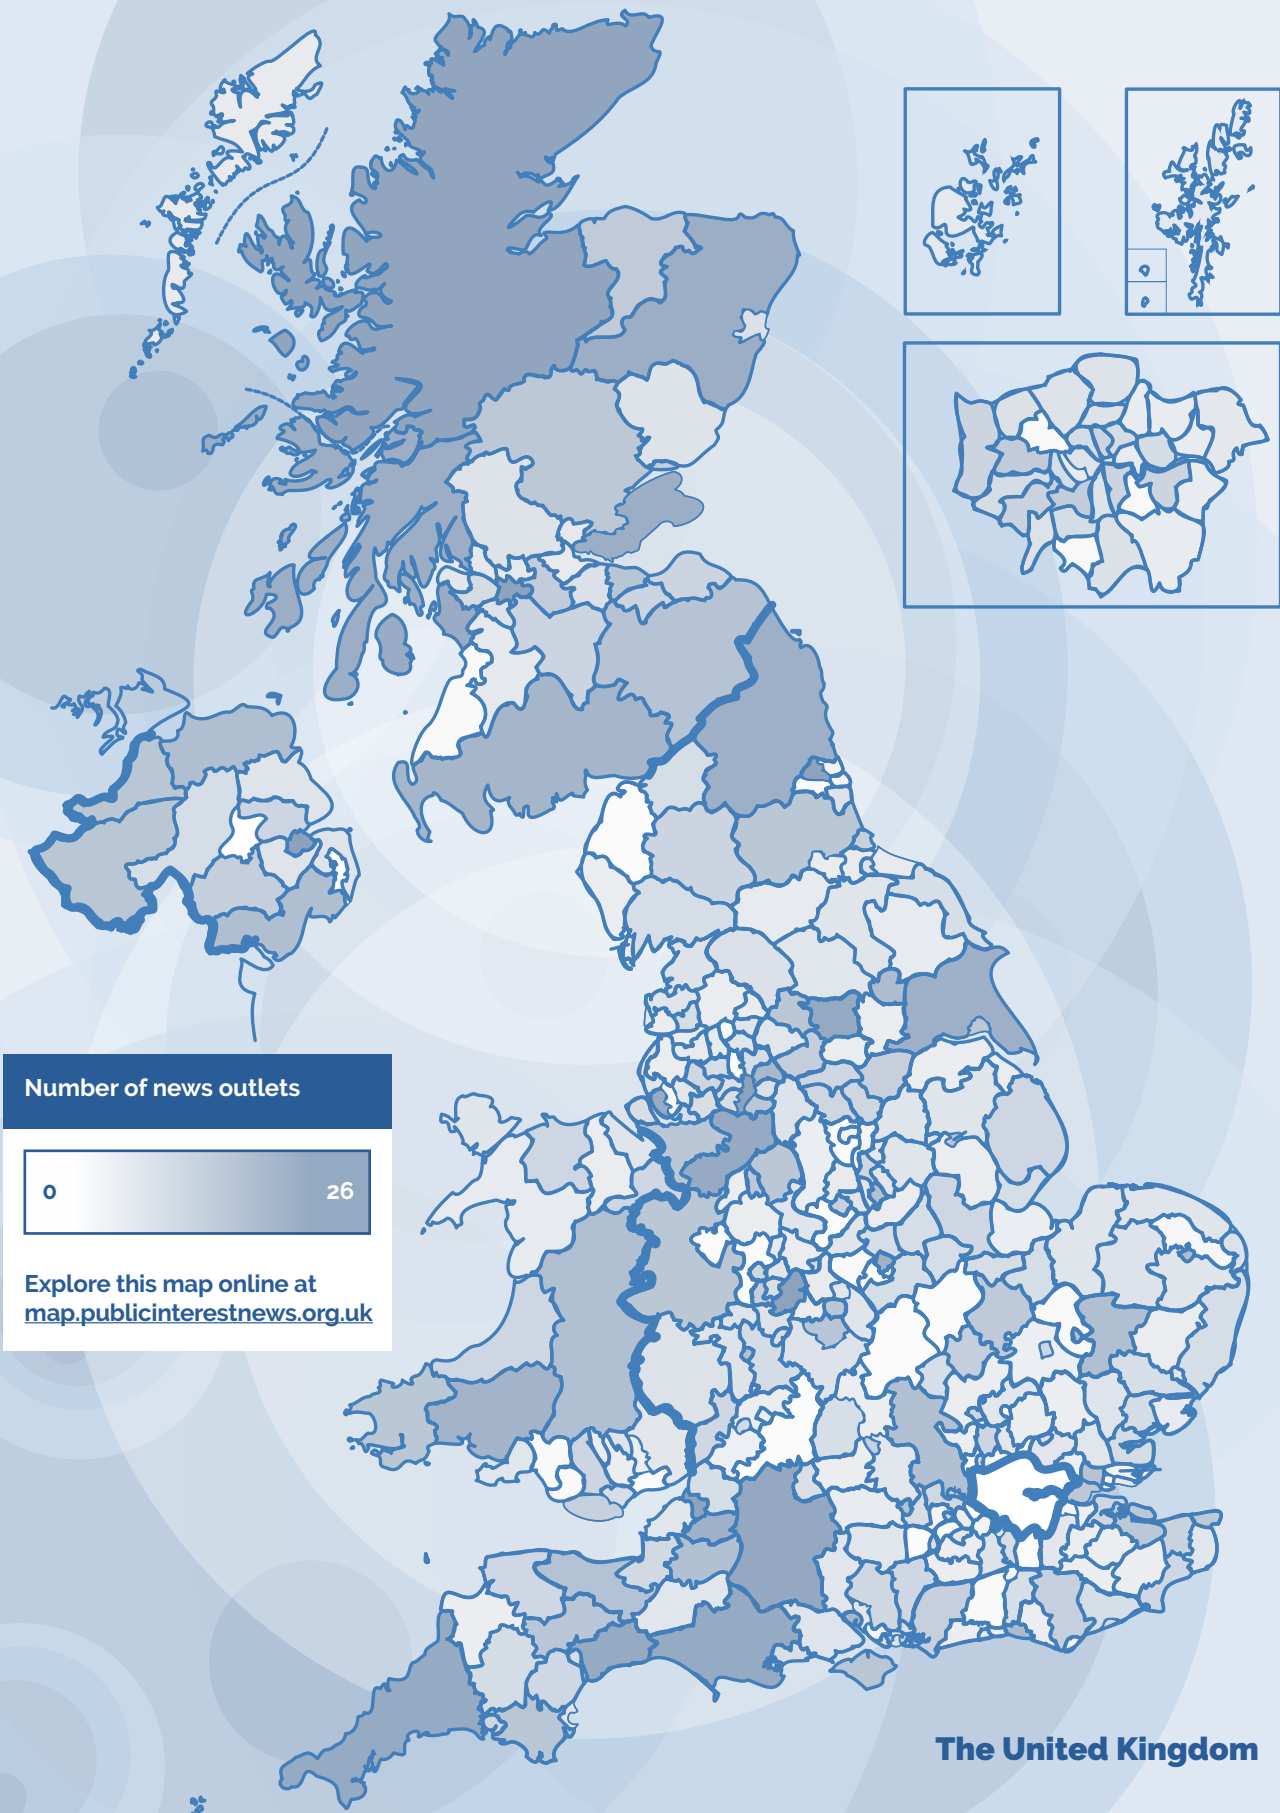 Number of news outlets
0 26
Explore this map online at
map.publicinterestnews.org.uk
The United Kingdom